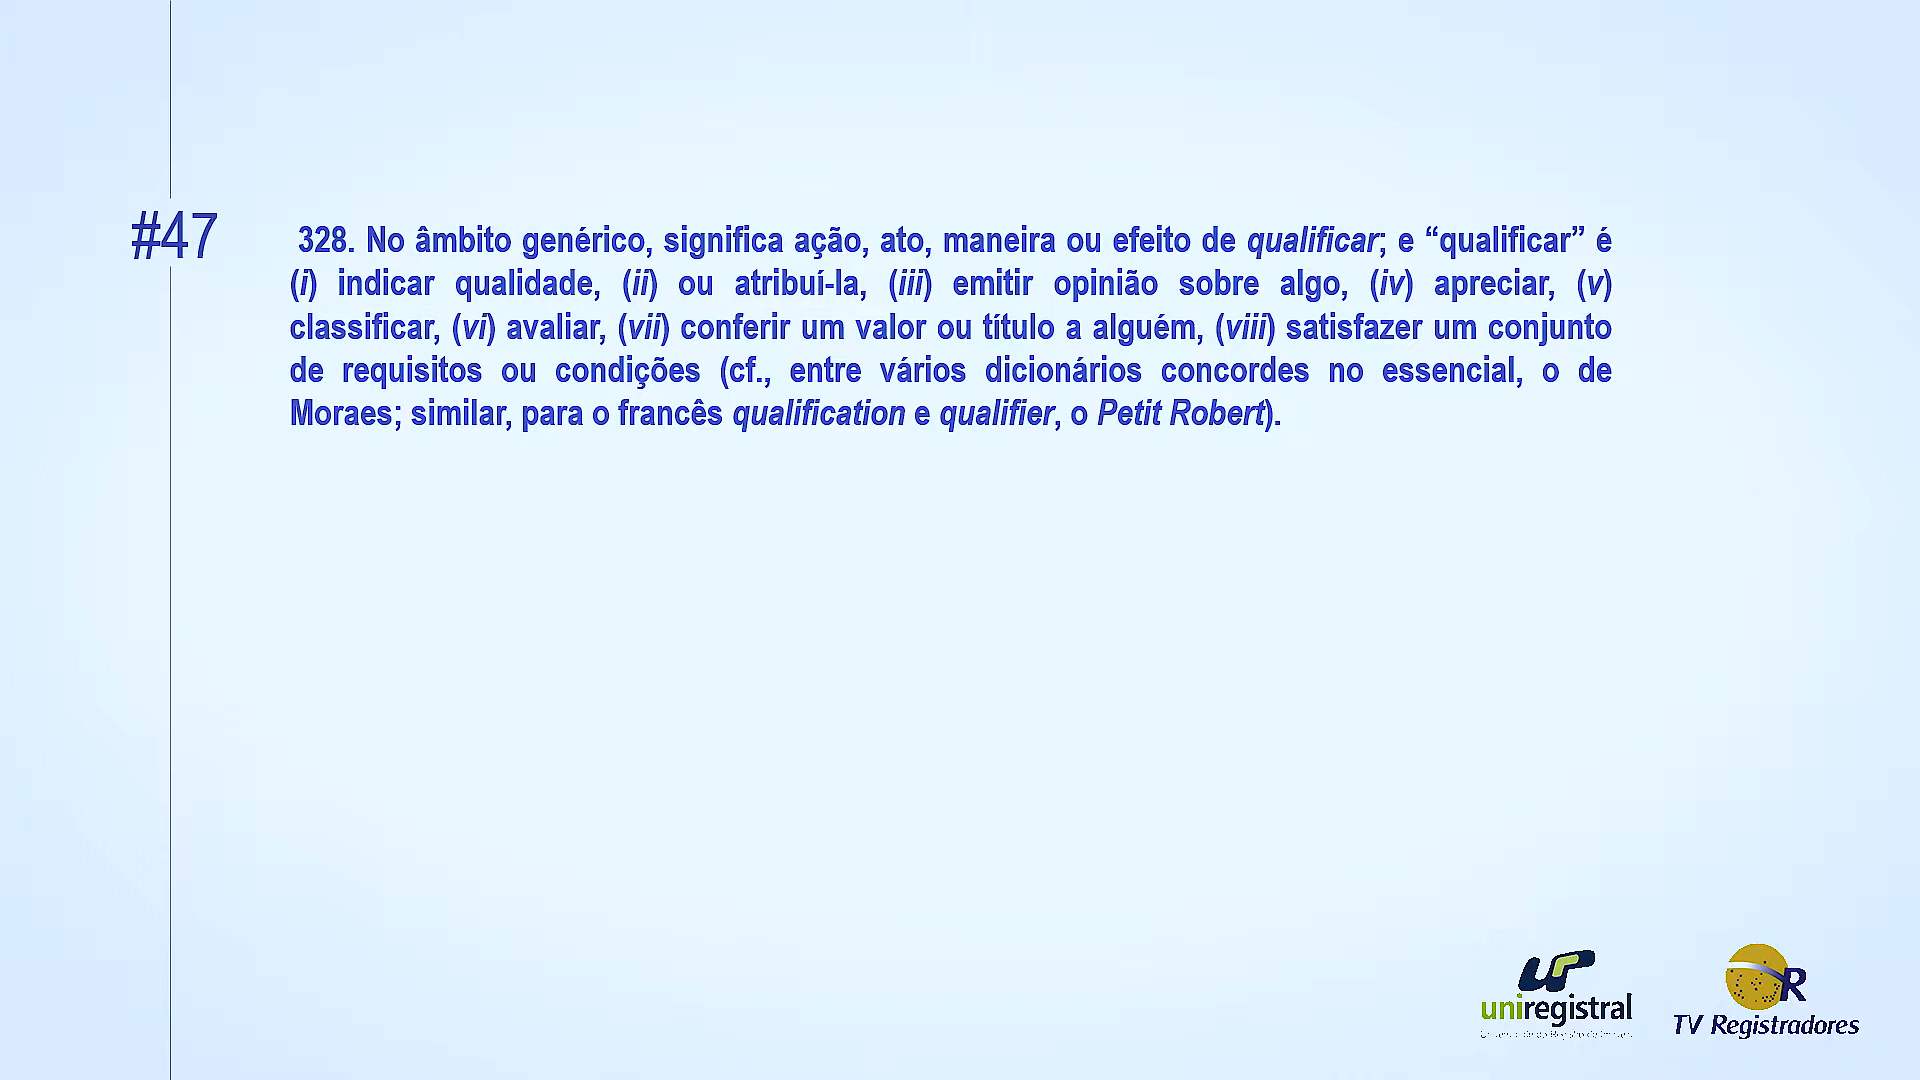 #47
328. No âmbito genérico, significa ação, ato, maneira ou efeito de qualificar; e “qualificar” é
(i) indicar qualidade, (ii) ou atribuí-la, (iii) emitir opinião sobre algo, (iv) apreciar, (v)
classificar, (vi) avaliar, (vii) conferir um valor ou título a alguém, (viii) satisfazer um conjunto
de requisitos ou condições (cf., entre vários dicionários concordes no essencial, o de
Moraes; similar, para o francês qualification e qualifier, o Petit Robert).
uniregistral
R
TV Registradores